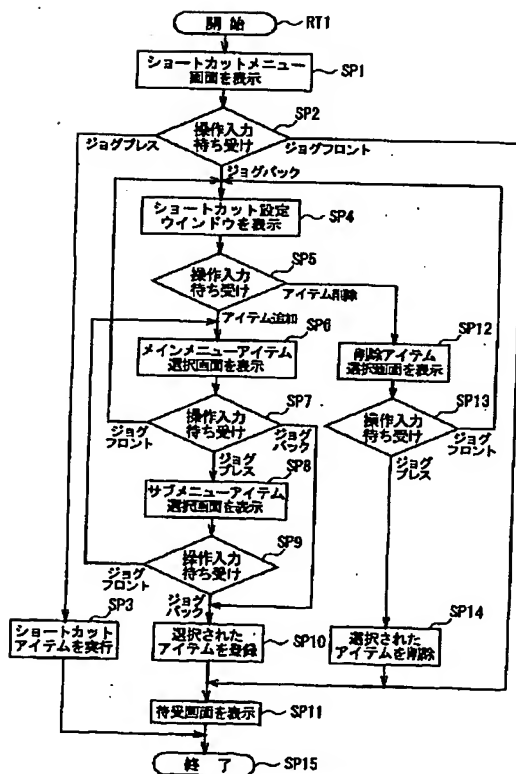 開 始
RT1
ショートカットメニュー
画面を表示
SP1
SP2
操作入力
待ち受け
ジョグプレス
ジョグフロント
ジョグバック
ショートカット設定
ウインドウを表示
SP4
SP5
操作入力
待ち受け
アイテム削除
アイテム追加
SP6
SP12
メインメニューアイテム
選択画面を表示
削除アイテム
選択画面を表示
SP7
SP13
操作入力
待ち受け
操作入力
待ち受け
ジョグ
フロント
ジョグ
バック
ジョグ
フロント
ジョグ
プレス
ジョグ
プレス
SP8
サブメニューアイテム
選択画面を表示
SP9
操作入力
待ち受け
ジョグ
フロント
ジョグ
バック
SP3
SP14
ショートカット
アイテムを実行
選択された
アイテムを登録
SP10
選択された
アイテムを削除
待受画面を表示
SP11
終 了
SP15